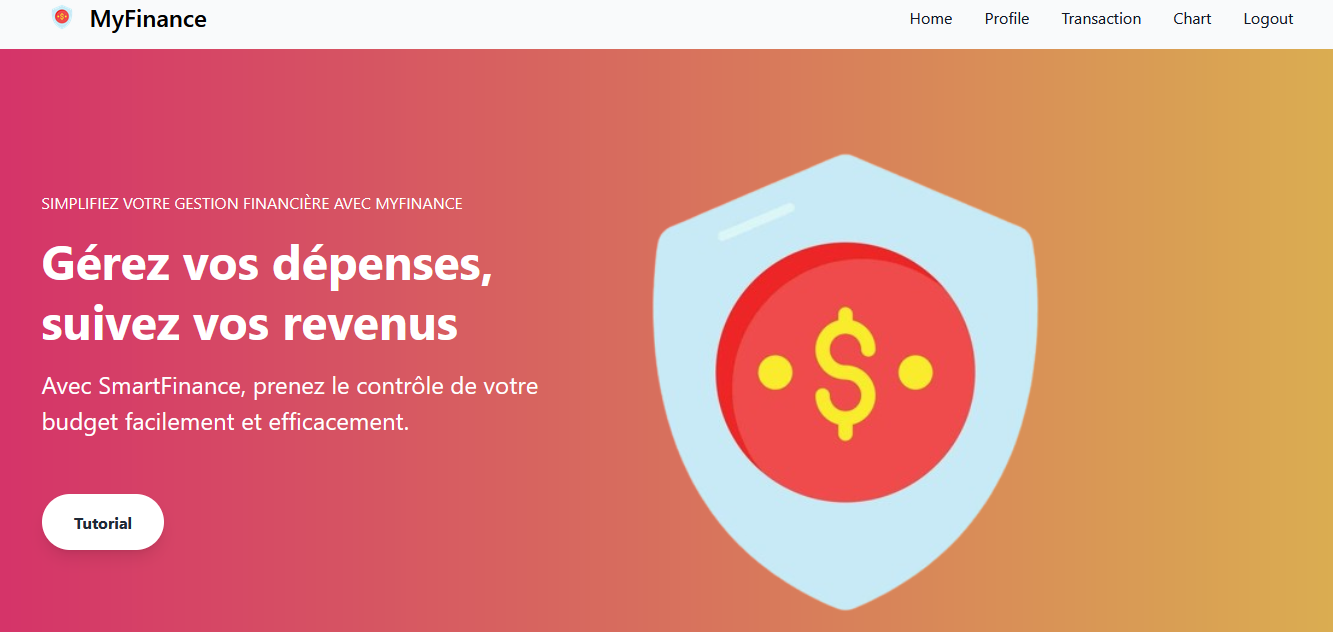 MyFinance
Home Profile Transaction Chart Logout
SIMPLIFIEZ VOTRE GESTION FINANCIÈRE AVEC MYFINANCE
Gérez vos dépenses,
suivez vos revenus
Avec SmartFinance, prenez le contrôle de votre
budget facilement et efficacement.
$
Tutorial